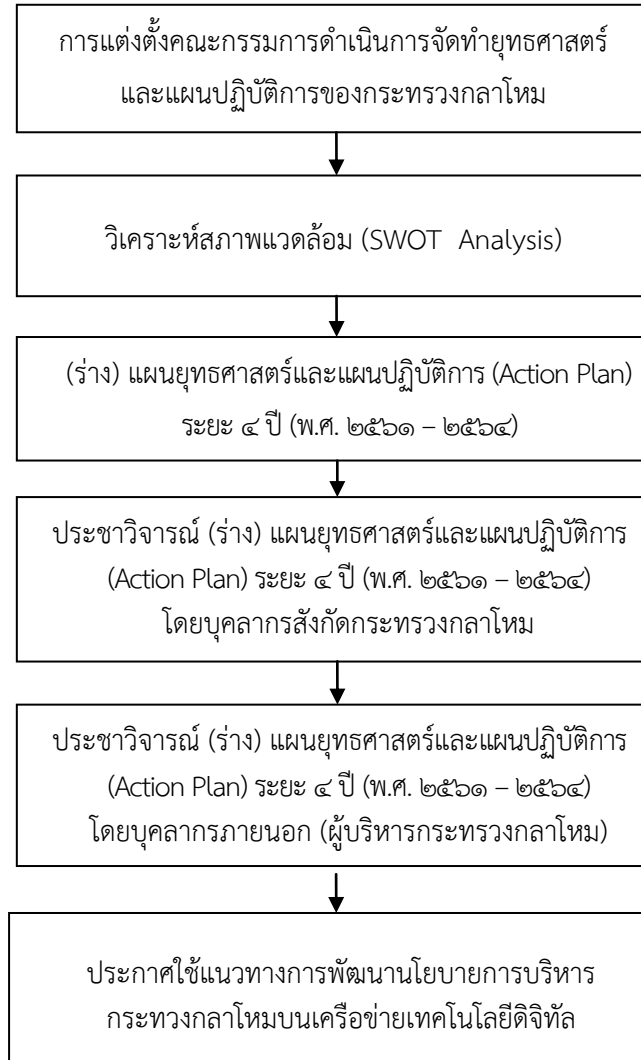 การแต่งตั้งคณะกรรมการดำเนินการจัดทำยุทธศาสตร์
และแผนปฏิบัติการของกระทรวงกลาโหม
วิเคราะห์สภาพแวดล้อม (SWOT Analysis)
(ร่าง) แผนยุทธศาสตร์และแผนปฏิบัติการ (Action Plan)
ระยะ ๔ ปี (พ.ศ. ๒๕๖๑ – ๒๕๖๔)
ประชาวิจารณ์ (ร่าง) แผนยุทธศาสตร์และแผนปฏิบัติการ
(Action Plan) ระยะ ๔ ปี (พ.ศ. ๒๕๖๑ – ๒๕๖๔)
โดยบุคลากรสังกัดกระทรวงกลาโหม
ประชาวิจารณ์ (ร่าง) แผนยุทธศาสตร์และแผนปฏิบัติการ
(Action Plan) ระยะ ๔ ปี (พ.ศ. ๒๕๖๑ – ๒๕๖๔)
โดยบุคลากรภายนอก (ผู้บริหารกระทรวงกลาโหม)
ประกาศใช้แนวทางการพัฒนานโยบายการบริหาร
กระทวงกลาโหมบนเครือข่ายเทคโนโลยีดิจิทัล